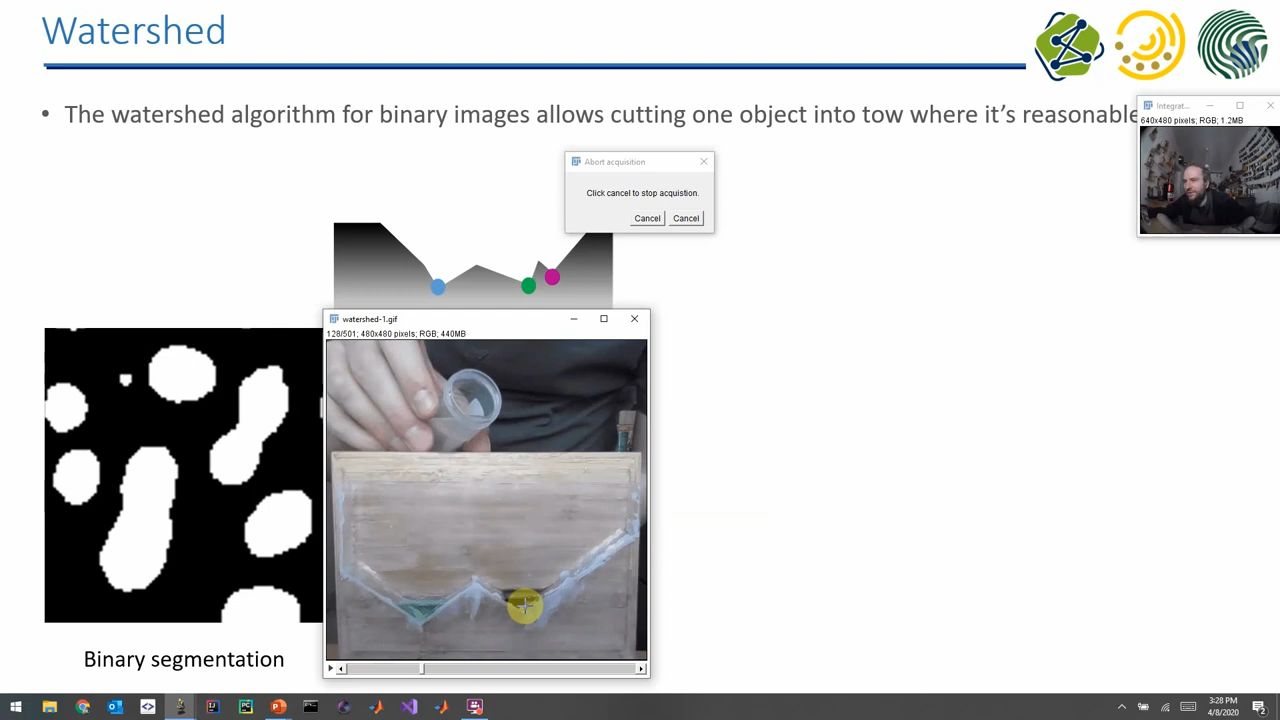 Watershed
• The watershed algorithm for binary images allows cutting one object into tow where it's reasonable
Integrat...
640x480 pixels; RGB; 1.2MB
Abort acquisition
Click cancel to stop acquistion.
Cancel Cancel
watershed-1.gif
128/501; 480x480 pixels; RGB; 440MB
Binary segmentation
3:28 PM
4/8/2020